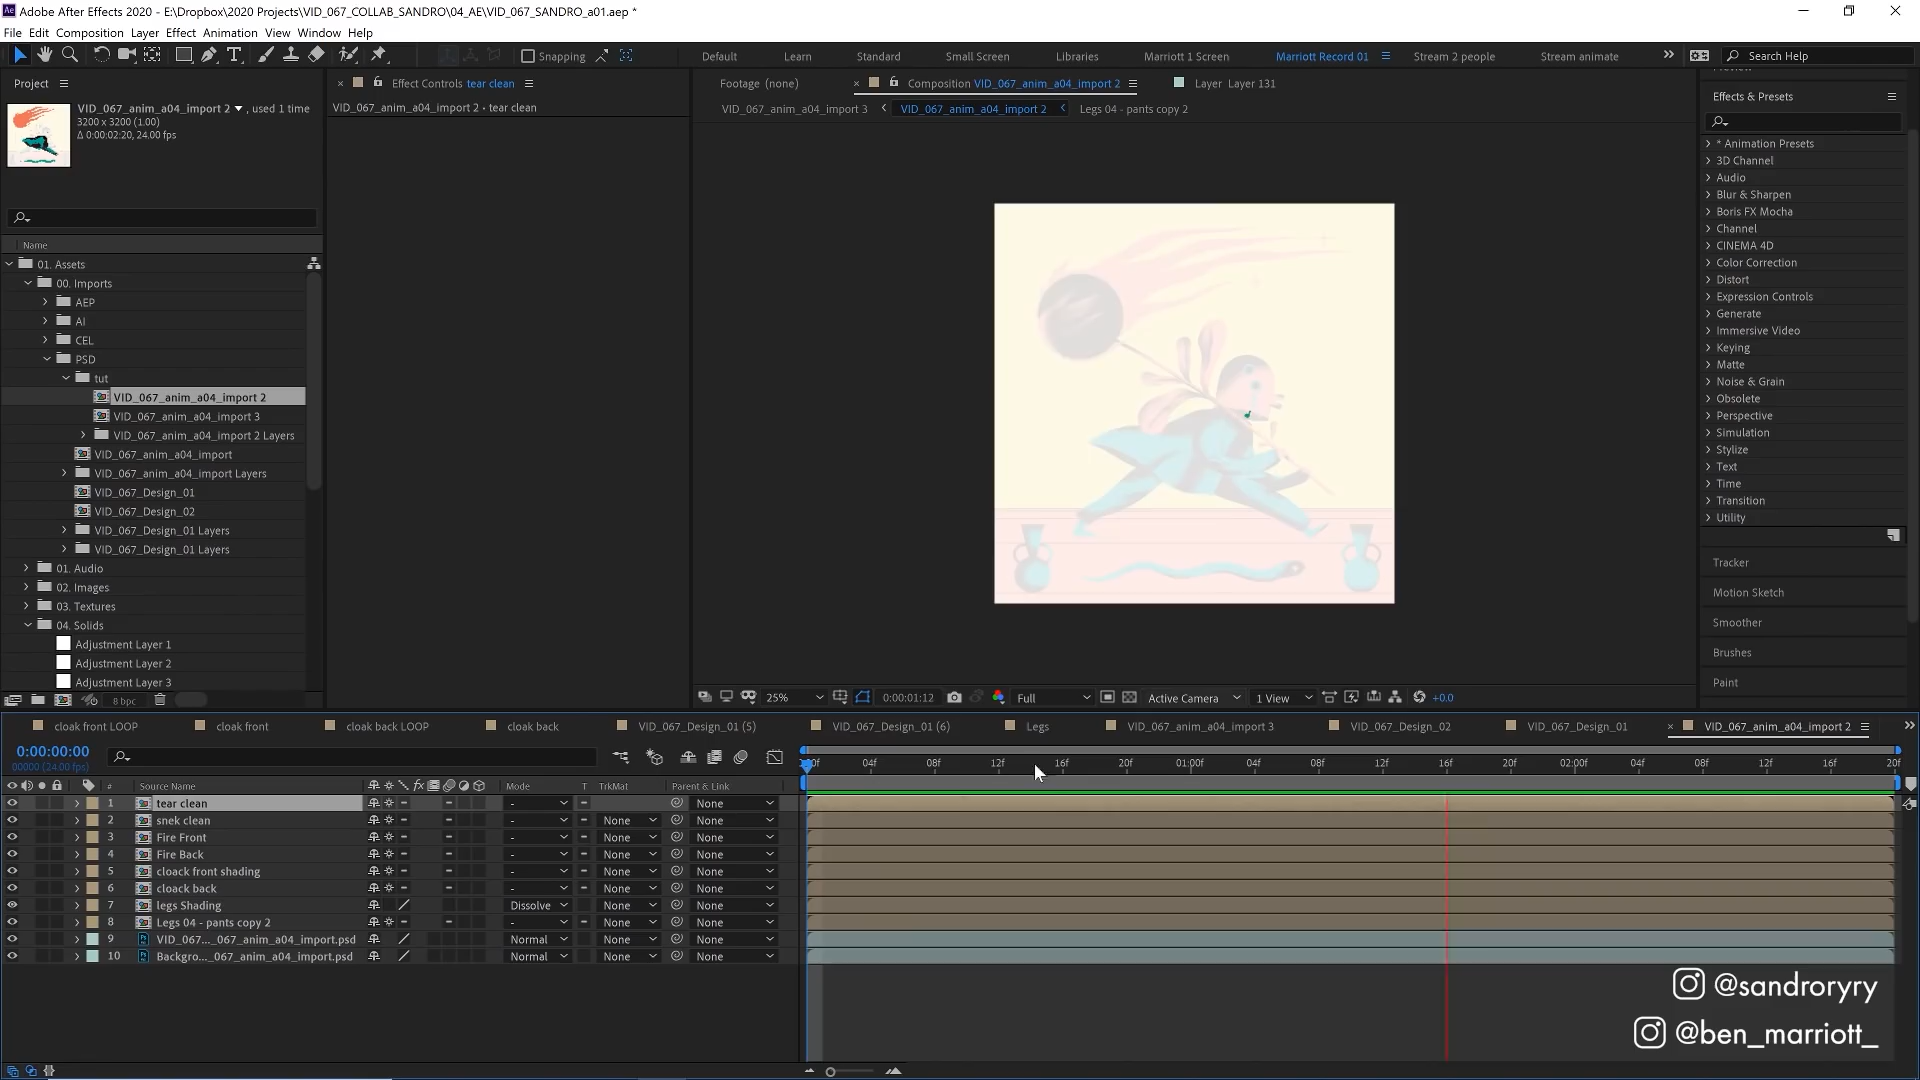 Adobe After Effects 2020 - E:\Dropbox\2020 Projects\VID_067_COLLAB_SANDRO\04_AE\VID_067_SANDRO_a01.aep *
File Edit Composition Layer Effect Animation View Window Help
Snapping Default Learn Standard Small Screen Libraries Marriott 1 Screen Marriott Record 01 Stream 2 people Stream animate Search Help
Project Effect Controls tear clean Footage (none) Composition VID_067_anim_a04_import 2 Layer Layer 131
VID_067_anim_a04_import 2 , used 1 time
3200 x 3200 (1.00)
Δ 0:00:02:20, 24.00 fps
VID_067_anim_a04_import 2 • tear clean
VID_067_anim_a04_import 3 VID_067_anim_a04_import 2 Legs 04 - pants copy 2
Name
01. Assets
00. Imports
AEP
AI
CEL
PSD
tut
VID_067_anim_a04_import 2
VID_067_anim_a04_import 3
VID_067_anim_a04_import 2 Layers
VID_067_anim_a04_import
VID_067_anim_a04_import Layers
VID_067_Design_01
VID_067_Design_02
VID_067_Design_01 Layers
VID_067_Design_01 Layers
01. Audio
02. Images
03. Textures
04. Solids
Adjustment Layer 1
Adjustment Layer 2
Adjustment Layer 3
8 bpc
25% 0:00:01:12 Full Active Camera 1 View +0.0
Effects & Presets
* Animation Presets
3D Channel
Audio
Blur & Sharpen
Boris FX Mocha
Channel
CINEMA 4D
Color Correction
Distort
Expression Controls
Generate
Immersive Video
Keying
Matte
Noise & Grain
Obsolete
Perspective
Simulation
Stylize
Text
Time
Transition
Utility
Tracker
Motion Sketch
Smoother
Brushes
Paint
cloak front LOOP cloak front cloak back LOOP cloak back VID_067_Design_01 (5) VID_067_Design_01 (6) Legs VID_067_anim_a04_import 3 VID_067_Design_02 VID_067_Design_01 VID_067_anim_a04_import 2
0:00:00:00
00000 (24.00 fps)
04f 08f 12f 16f 20f 01:00f 04f 08f 12f 16f 20f 02:00f 04f 08f 12f 16f 20f
# Source Name fx Mode T TrkMat Parent & Link
1 tear clean - None
2 snek clean - None None
3 Fire Front - None None
4 Fire Back - None None
5 cloack front shading - None None
6 cloack back - None None
7 legs Shading Dissolve None None
8 Legs 04 - pants copy 2 - None None
9 VID_067..._067_anim_a04_import.psd Normal None None
10 Backgro..._067_anim_a04_import.psd Normal None None
@sandroryry
@ben_marriott_